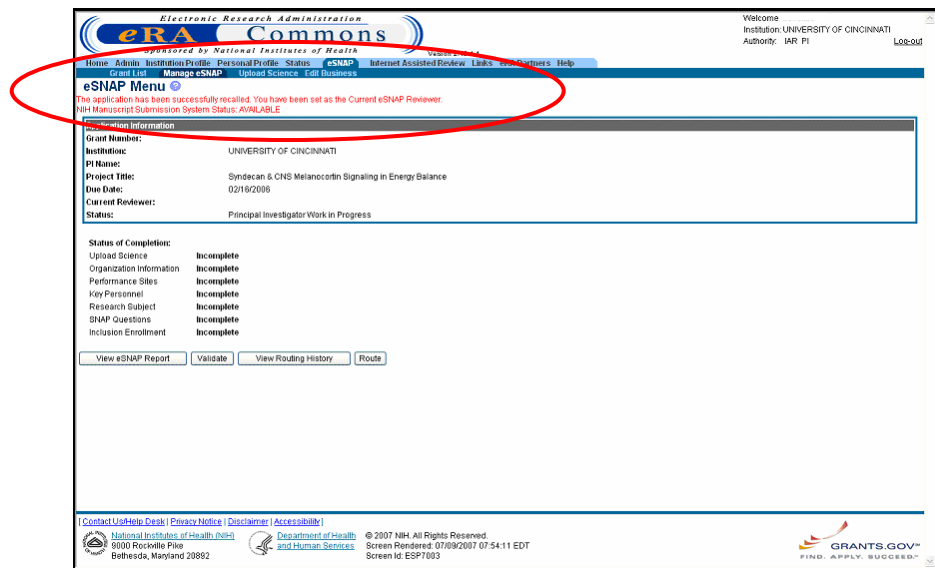 Electronic Research Administration
eRA Commons
Sponsored by National Institutes of Health
Version
Welcome
Institution: UNIVERSITY OF CINCINNATI
Authority: IAR PI
Log-out
Home Admin Institution Profile Personal Profile Status eSNAP Internet Assisted Review Links eRA Partners Help
Grant List Manage eSNAP Upload Science Edit Business
eSNAP Menu ?
The application has been successfully recalled. You have been set as the Current eSNAP Reviewer.
NIH Manuscript Submission System Status: AVAILABLE
Application Information
Grant Number:
Institution: UNIVERSITY OF CINCINNATI
PI Name:
Project Title: Syndecan & CNS Melanocortin Signaling in Energy Balance
Due Date: 02/16/2006
Current Reviewer:
Status: Principal Investigator Work in Progress
Status of Completion:
Upload Science Incomplete
Organization Information Incomplete
Performance Sites Incomplete
Key Personnel Incomplete
Research Subject Incomplete
SNAP Questions Incomplete
Inclusion Enrollment Incomplete
View eSNAP Report Validate View Routing History Route
[ Contact Us/Help Desk | Privacy Notice | Disclaimer | Accessibility ]
National Institutes of Health (NIH)
9000 Rockville Pike
Bethesda, Maryland 20892
Department of Health
and Human Services
© 2007 NIH. All Rights Reserved.
Screen Rendered: 07/09/2007 07:54:11 EDT
Screen Id: ESP7003
GRANTS.GOV℠
FIND. APPLY. SUCCEED.℠